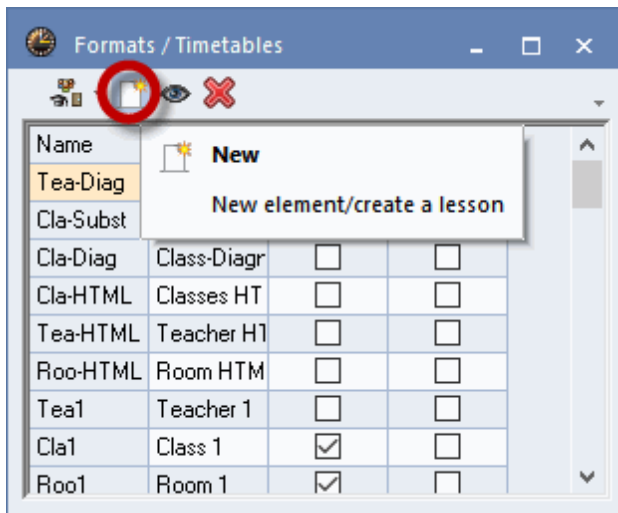 Formats / Timetables
Name
New
Tea-Diag
New element/create a lesson
Cla-Subst
Cla-Diag Class-Diagr
Cla-HTML Classes HT
Tea-HTML Teacher HT
Roo-HTML Room HTM
Tea1 Teacher 1
Cla1 Class 1
Roo1 Room 1